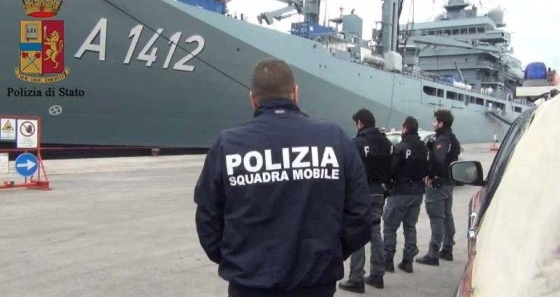 A 1412
Polizia di Stato
POLIZIA
SQUADRA MOBILE
P
P